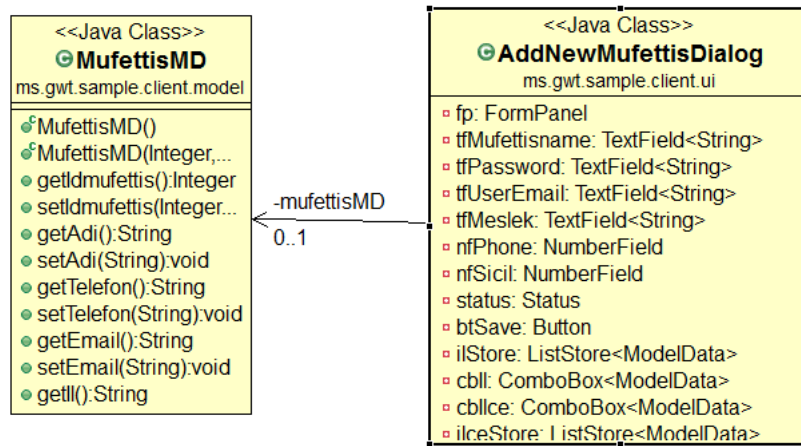 <<Java Class>>
MufettisMD
ms.gwt.sample.client.model
MufettisMD()
MufettisMD(Integer,...
getIdmufettis():Integer
setIdmufettis(Integer...
getAdi():String
setAdi(String):void
getTelefon():String
setTelefon(String):void
getEmail():String
setEmail(String):void
getIl():String
-mufettisMD
0..1
<<Java Class>>
AddNewMufettisDialog
ms.gwt.sample.client.ui
fp: FormPanel
tfMufettisname: TextField<String>
tfPassword: TextField<String>
tfUserEmail: TextField<String>
tfMeslek: TextField<String>
nfPhone: NumberField
nfSicil: NumberField
status: Status
btSave: Button
ilStore: ListStore<ModelData>
cbIl: ComboBox<ModelData>
cbIlce: ComboBox<ModelData>
ilceStore: ListStore<ModelData>